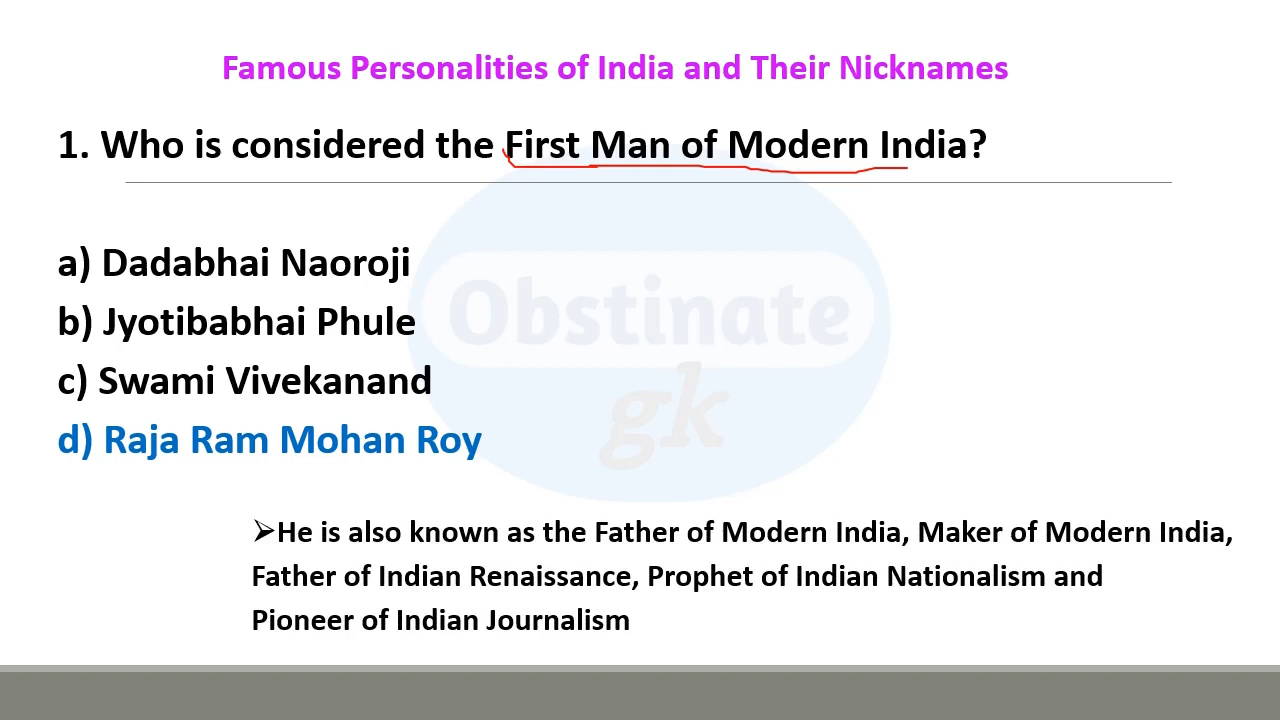 Famous Personalities of India and Their Nicknames
1. Who is considered the First Man of Modern India?
a) Dadabhai Naoroji
b) Jyotibabhai Phule
c) Swami Vivekanand
d) Raja Ram Mohan Roy
Obstinate
gk
➢He is also known as the Father of Modern India, Maker of Modern India,
Father of Indian Renaissance, Prophet of Indian Nationalism and
Pioneer of Indian Journalism